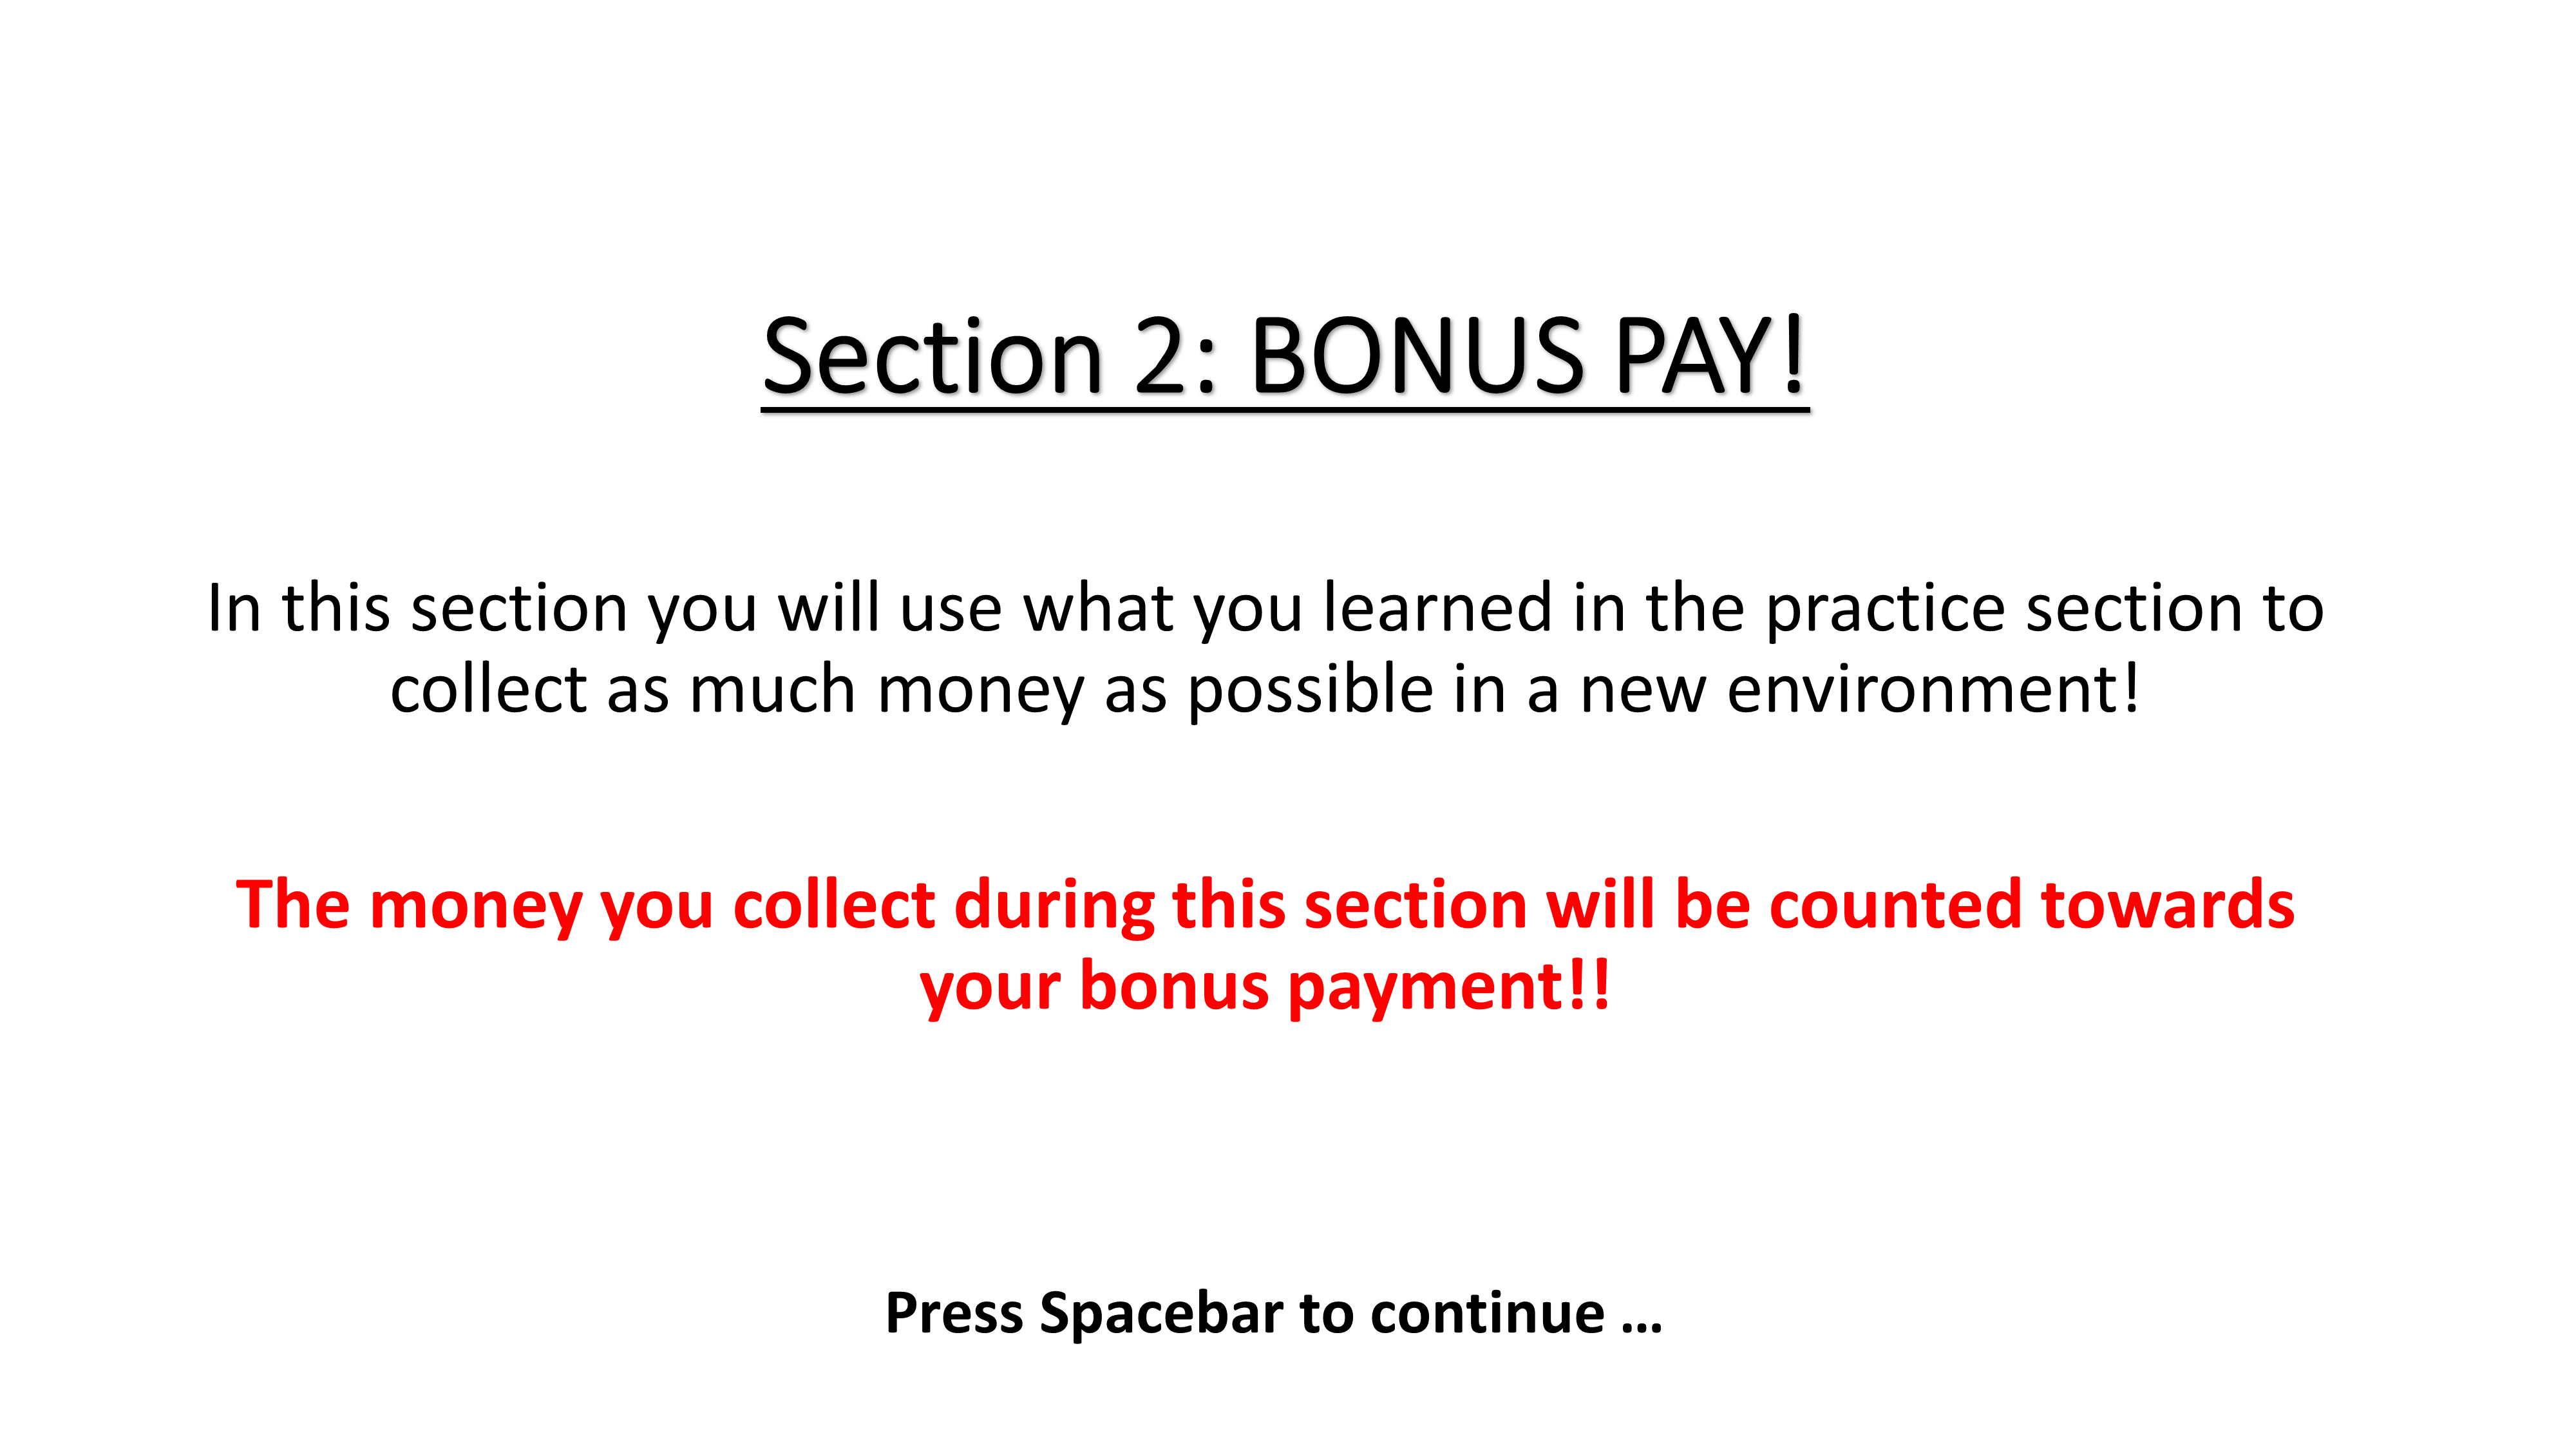 Section 2: BONUS PAY!
In this section you will use what you learned in the practice section to
collect as much money as possible in a new environment!
The money you collect during this section will be counted towards
your bonus payment!!
Press Spacebar to continue …